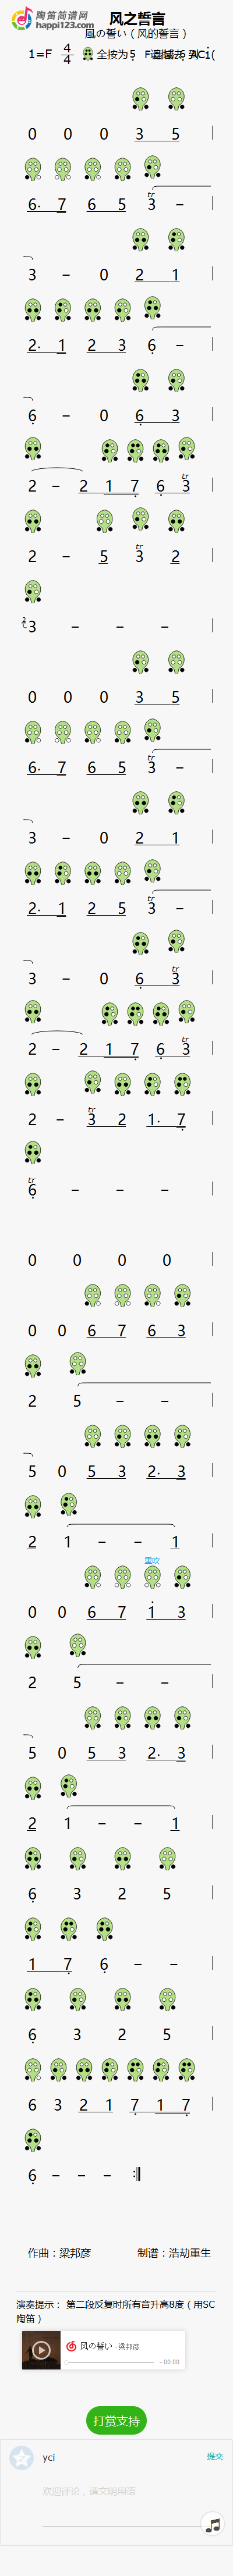 陶笛简谱网
happi123.com
风之誓言
風の誓い（风的誓言）
1=F 4/4 全按为5
0 0 0 3 5
6· 7 6 5 tr 3 –
3 – 0 2 1
2· 1 2 3 6 –
6 – 0 6 3
2 – 2 1 7 6 tr 3
2 – 5 tr 3 2
2 3 – – –
0 0 0 3 5
6· 7 6 5 tr 3 –
3 – 0 2 1
2· 1 2 5 tr 3 –
3 – 0 6 tr 3
2 – 2 1 7 6 tr 3
2 – tr 3 2 1· 7
tr 6 – – –
0 0 0 0
0 0 6 7 6 3
2 5 – –
5 0 5 3 2· 3
2 1 – – 1
重吹
0 0 6 7 1 3
2 5 – –
5 0 5 3 2· 3
2 1 – – 1
6 3 2 5
1 7 6 – –
6 3 2 5
6 3 2 1 7 1 7
6 – – – :|
作曲：梁邦彦 制谱：浩劫重生
演奏提示： 第二段反复时所有音升高8度（用SC
陶笛）
风の誓い - 梁邦彦
- 00:00
打赏支持
yci 提交
欢迎评论，请文明用语